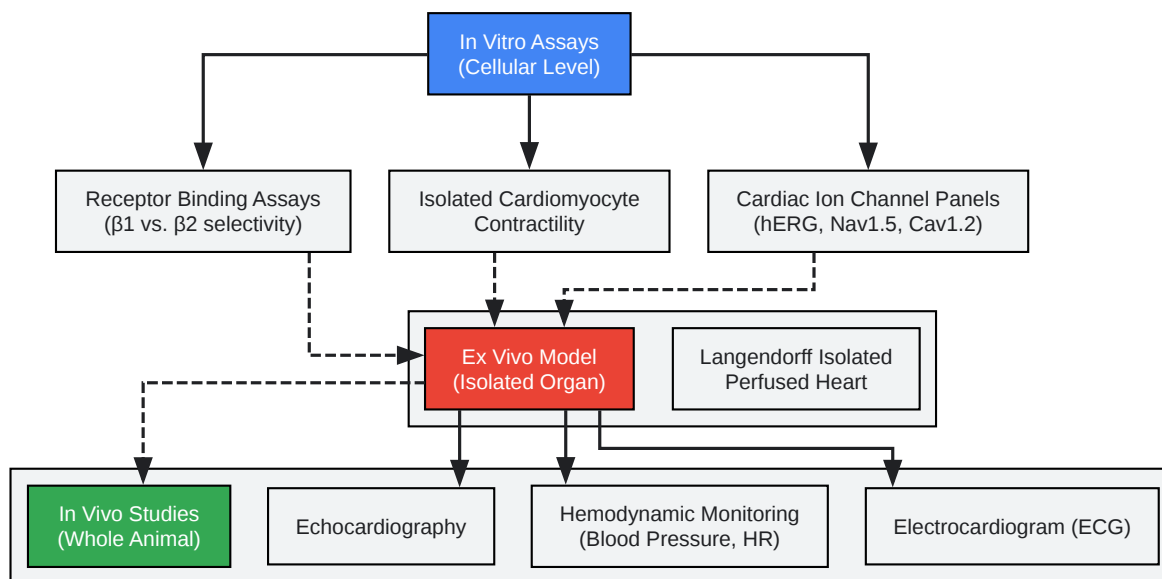 In Vitro Assays
(Cellular Level)
Receptor Binding Assays
(β1 vs. β2 selectivity)
Isolated Cardiomyocyte
Contractility
Cardiac Ion Channel Panels
(hERG, Nav1.5, Cav1.2)
Ex Vivo Model
(Isolated Organ)
Langendorff Isolated
Perfused Heart
In Vivo Studies
(Whole Animal)
Echocardiography
Hemodynamic Monitoring
(Blood Pressure, HR)
Electrocardiogram (ECG)